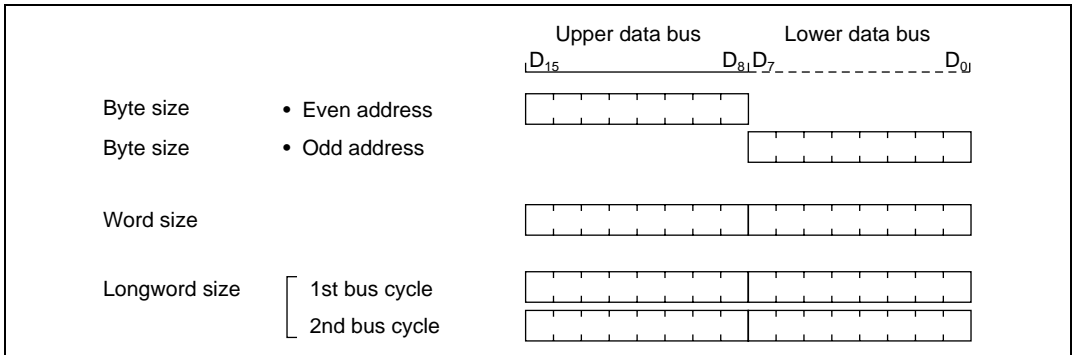 Upper data bus Lower data bus
D15 D8 D7 D0
Byte size • Even address
Byte size • Odd address
Word size
Longword size 1st bus cycle
2nd bus cycle